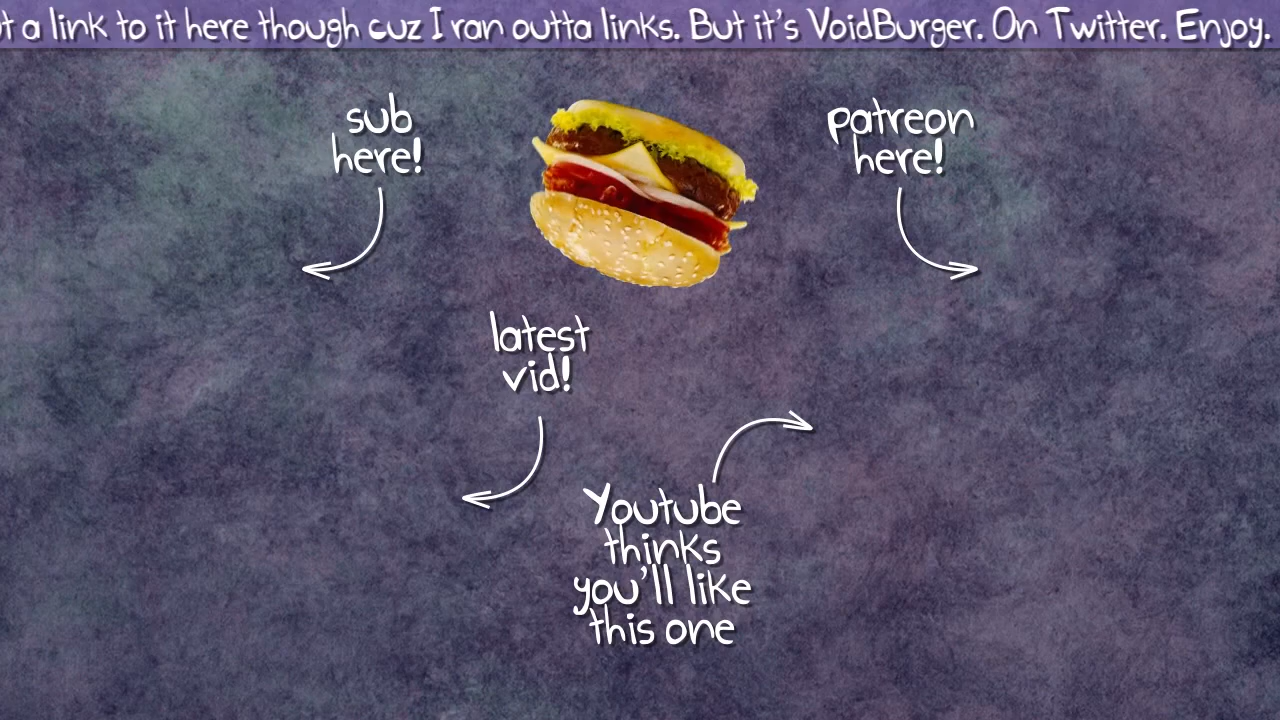 t a link to it here though cuz I ran outta links. But it's VoidBurger. On Twitter. Enjoy.
sub
here!
patreon
here!
latest
vid!
Youtube
thinks
you'll like
this one